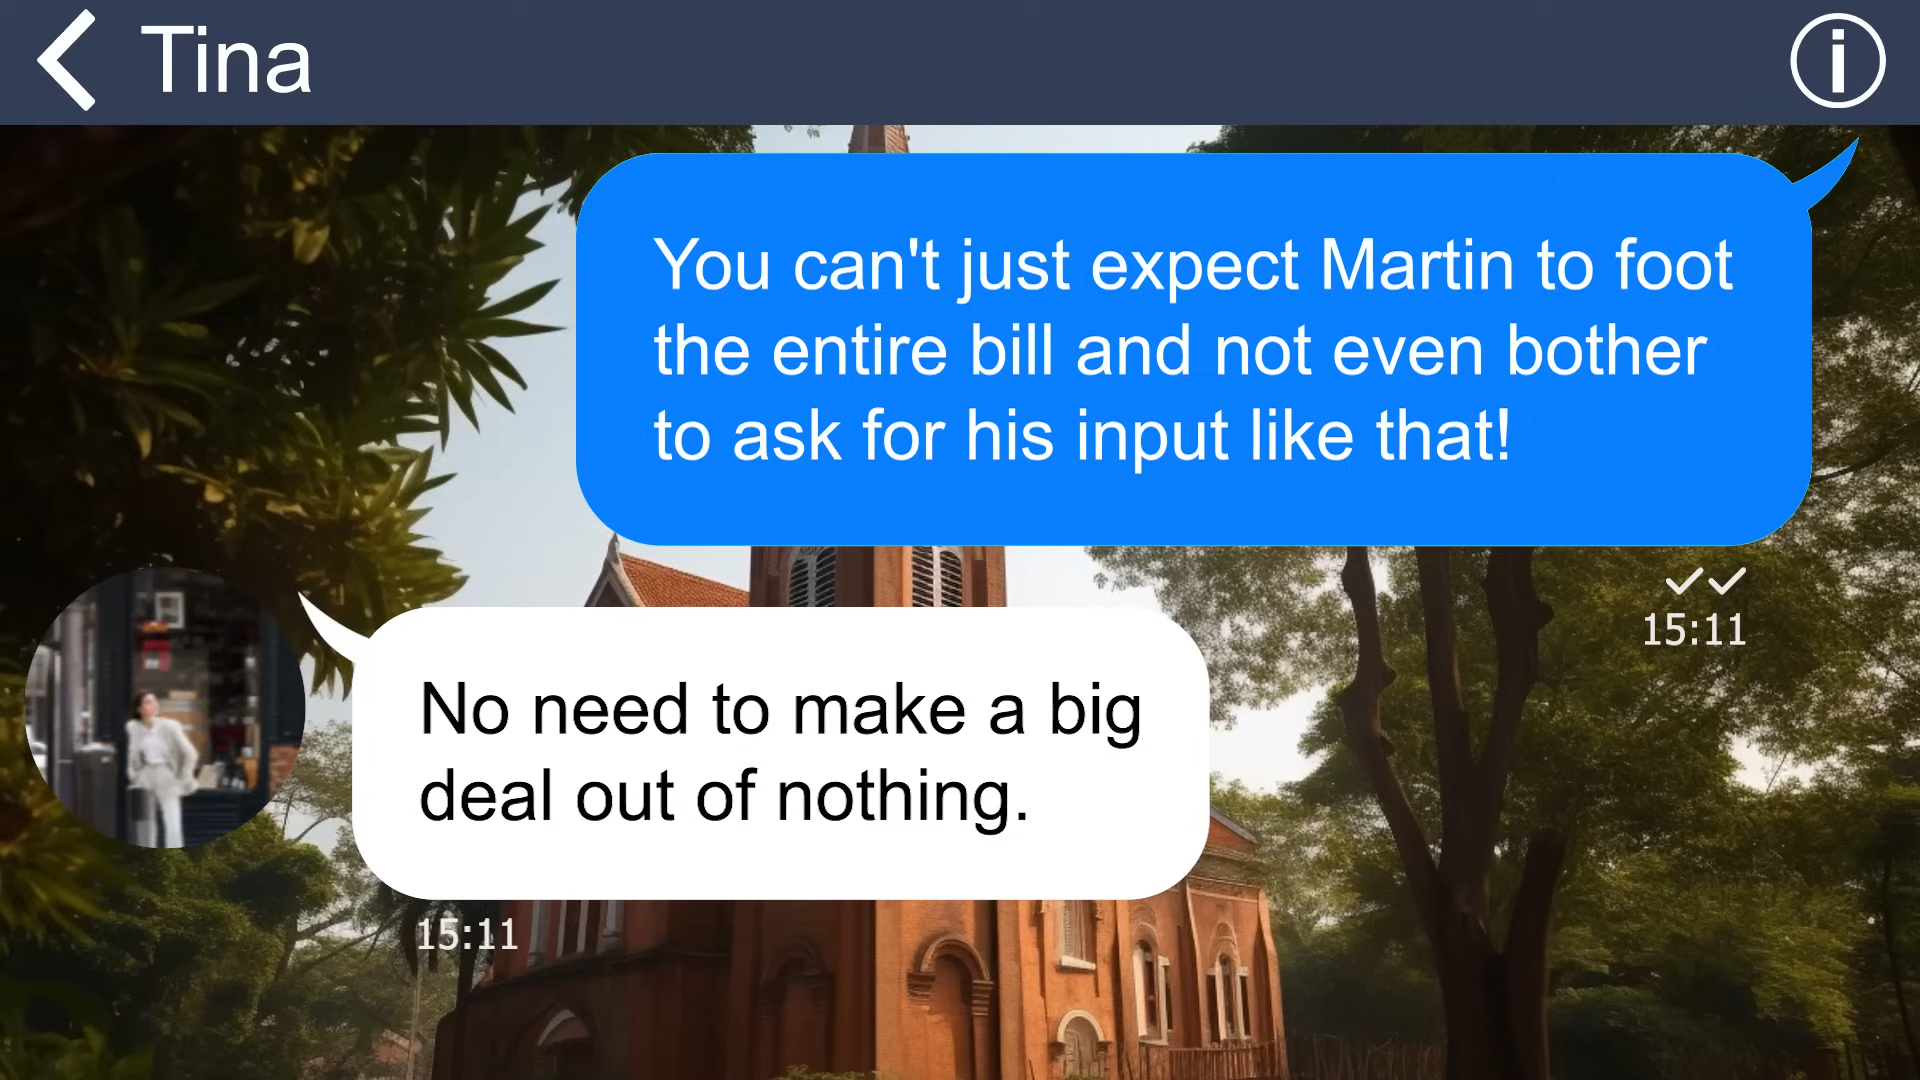 Tina
You can't just expect Martin to foot
the entire bill and not even bother
to ask for his input like that!
15:11
No need to make a big
deal out of nothing.
15:11